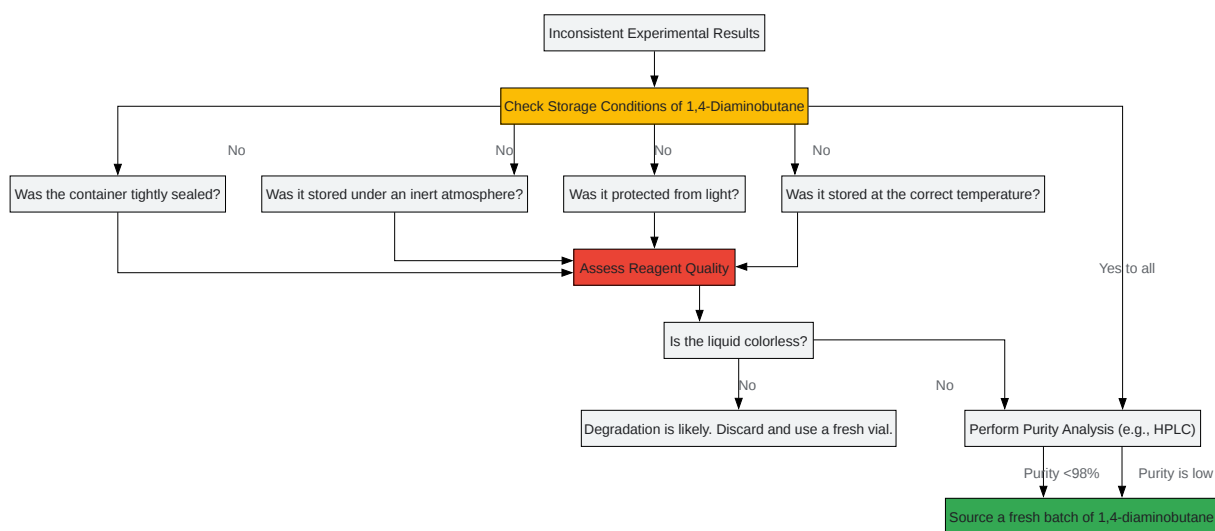 Inconsistent Experimental Results
Check Storage Conditions of 1,4-Diaminobutane
No
No
No
No
Was the container tightly sealed?
Was it stored under an inert atmosphere?
Was it protected from light?
Was it stored at the correct temperature?
Assess Reagent Quality
Yes to all
Is the liquid colorless?
No
No
Degradation is likely. Discard and use a fresh vial.
Perform Purity Analysis (e.g., HPLC)
Purity <98%
Purity is low
Source a fresh batch of 1,4-diaminobutane